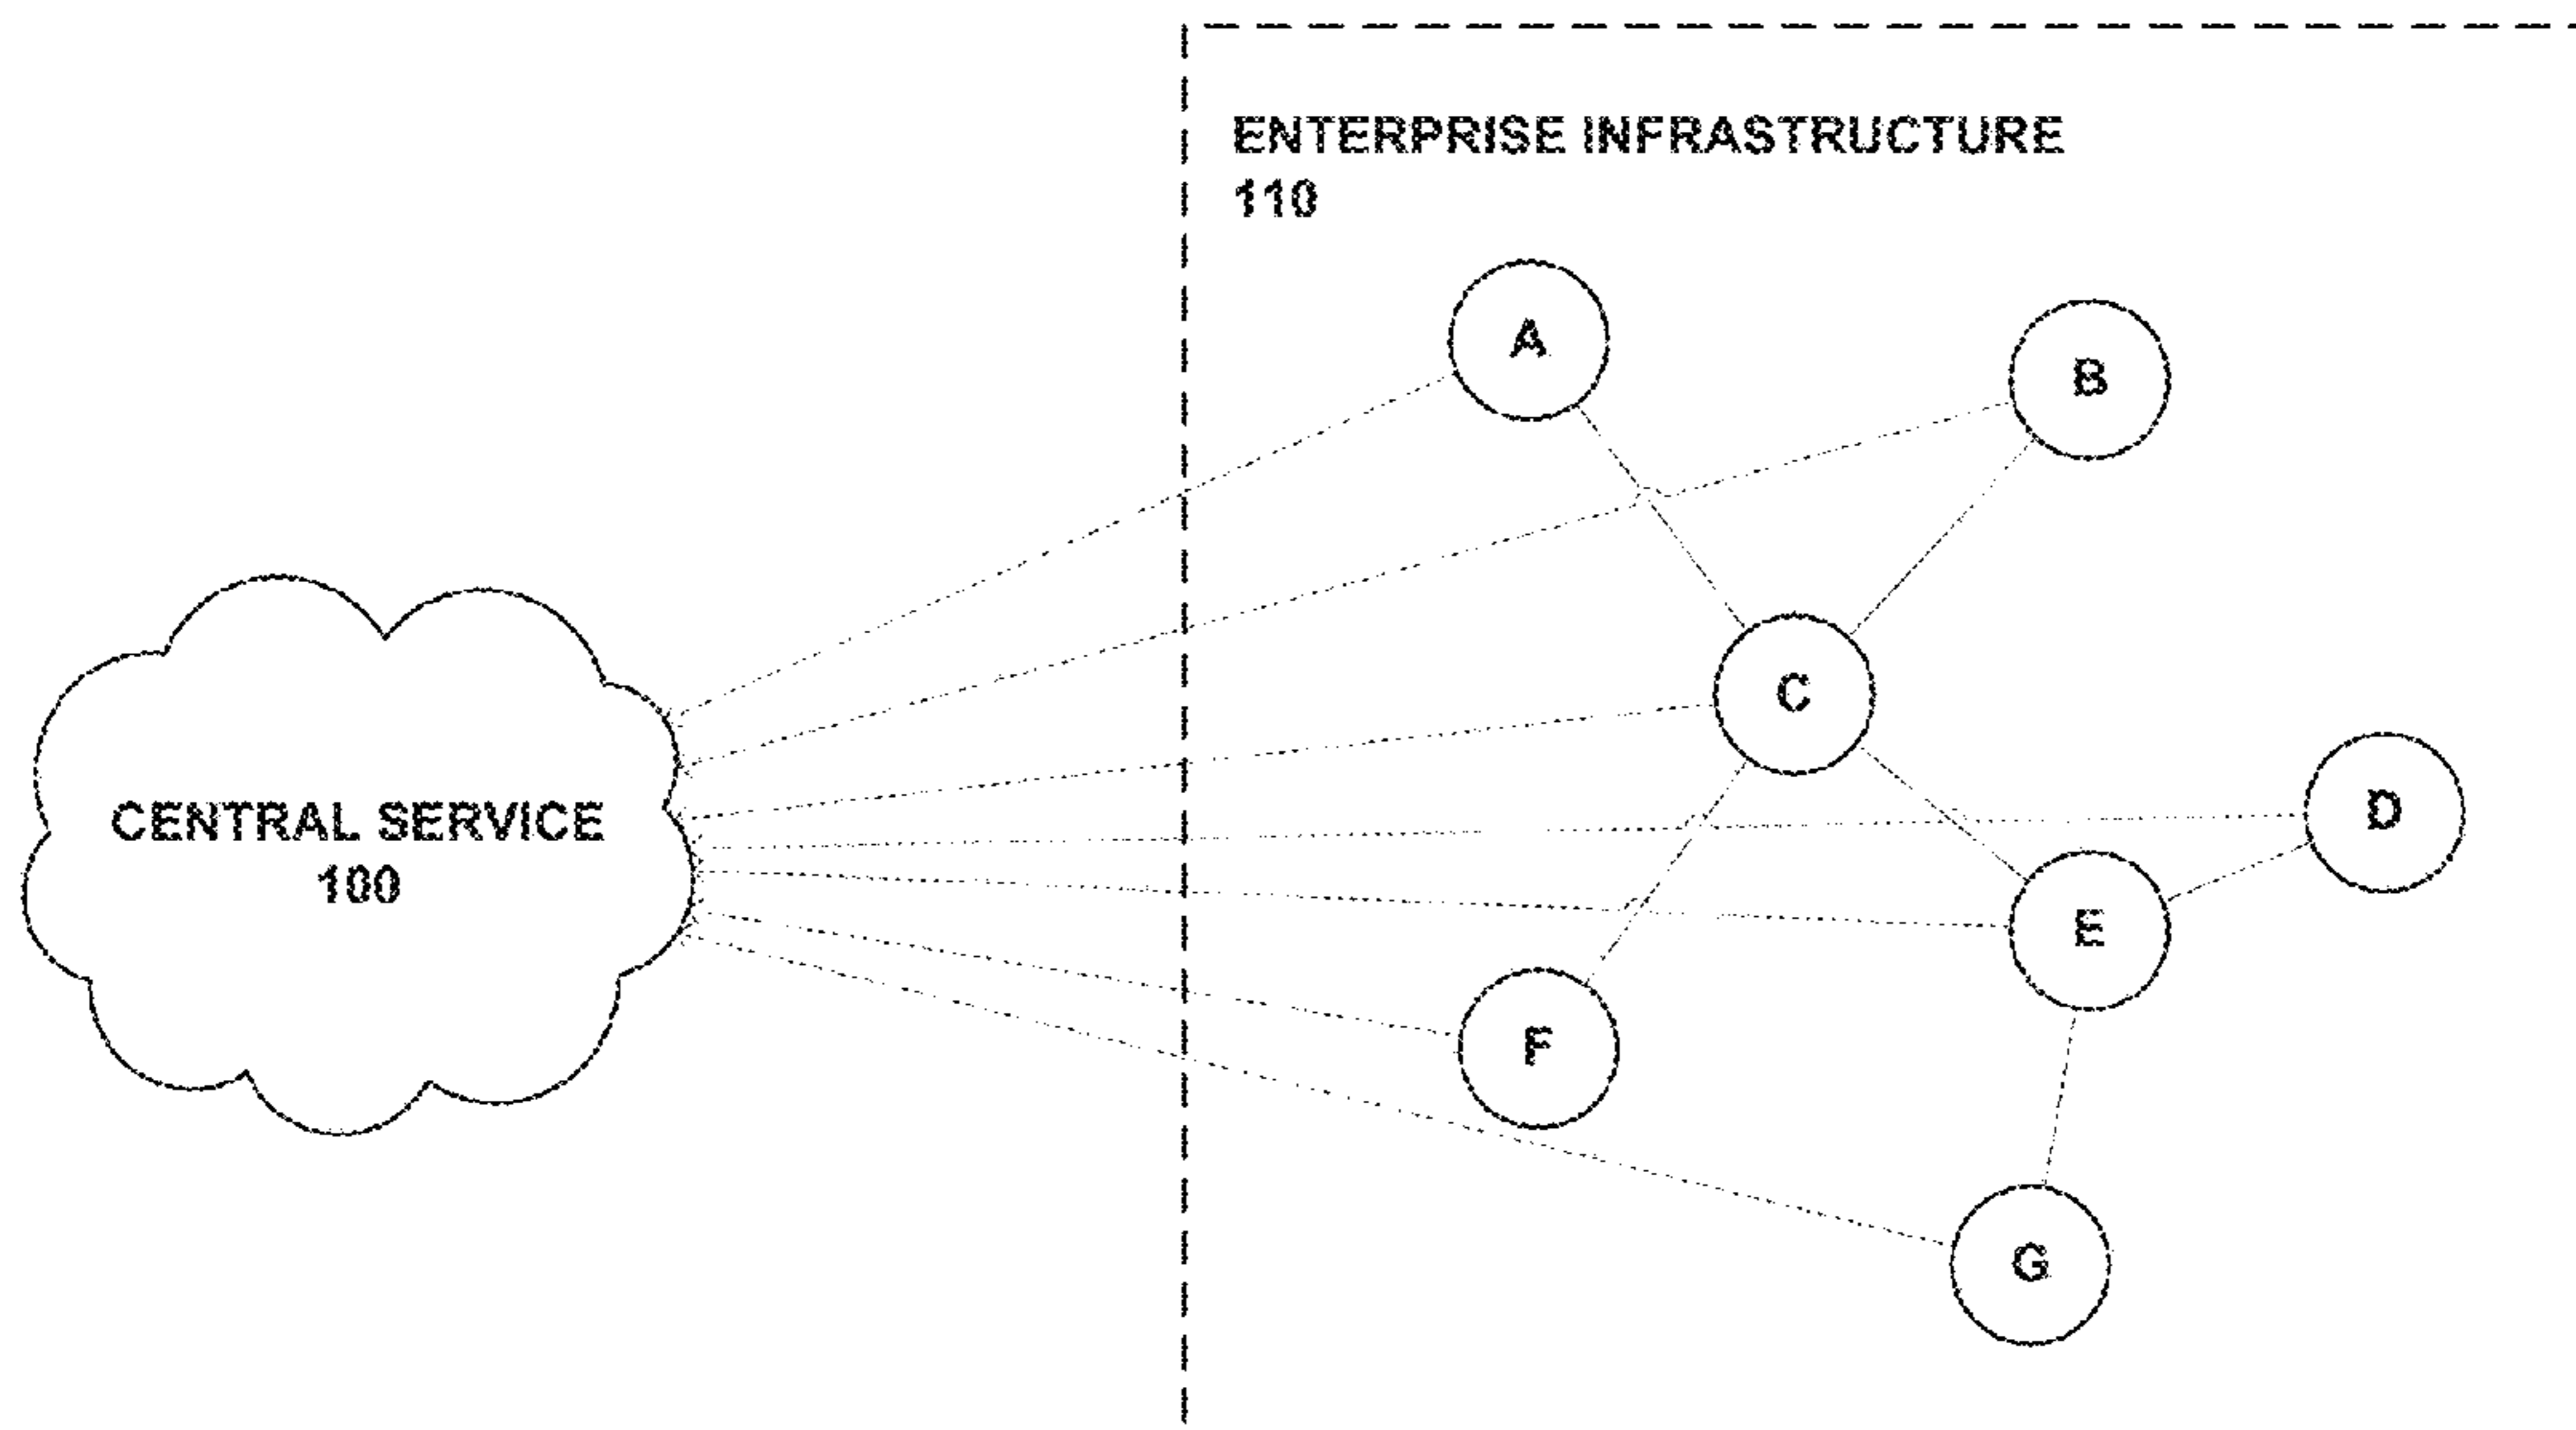 ENTERPRISE INFRASTRUCTURE
110
A
B
C
D
CENTRAL SERVICE
100
E
F
G